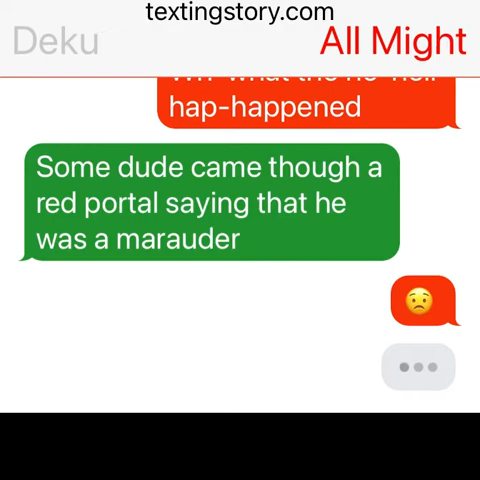 textingstory.com
Deku
All Might
hap-happened
Some dude came though a
red portal saying that he
was a marauder